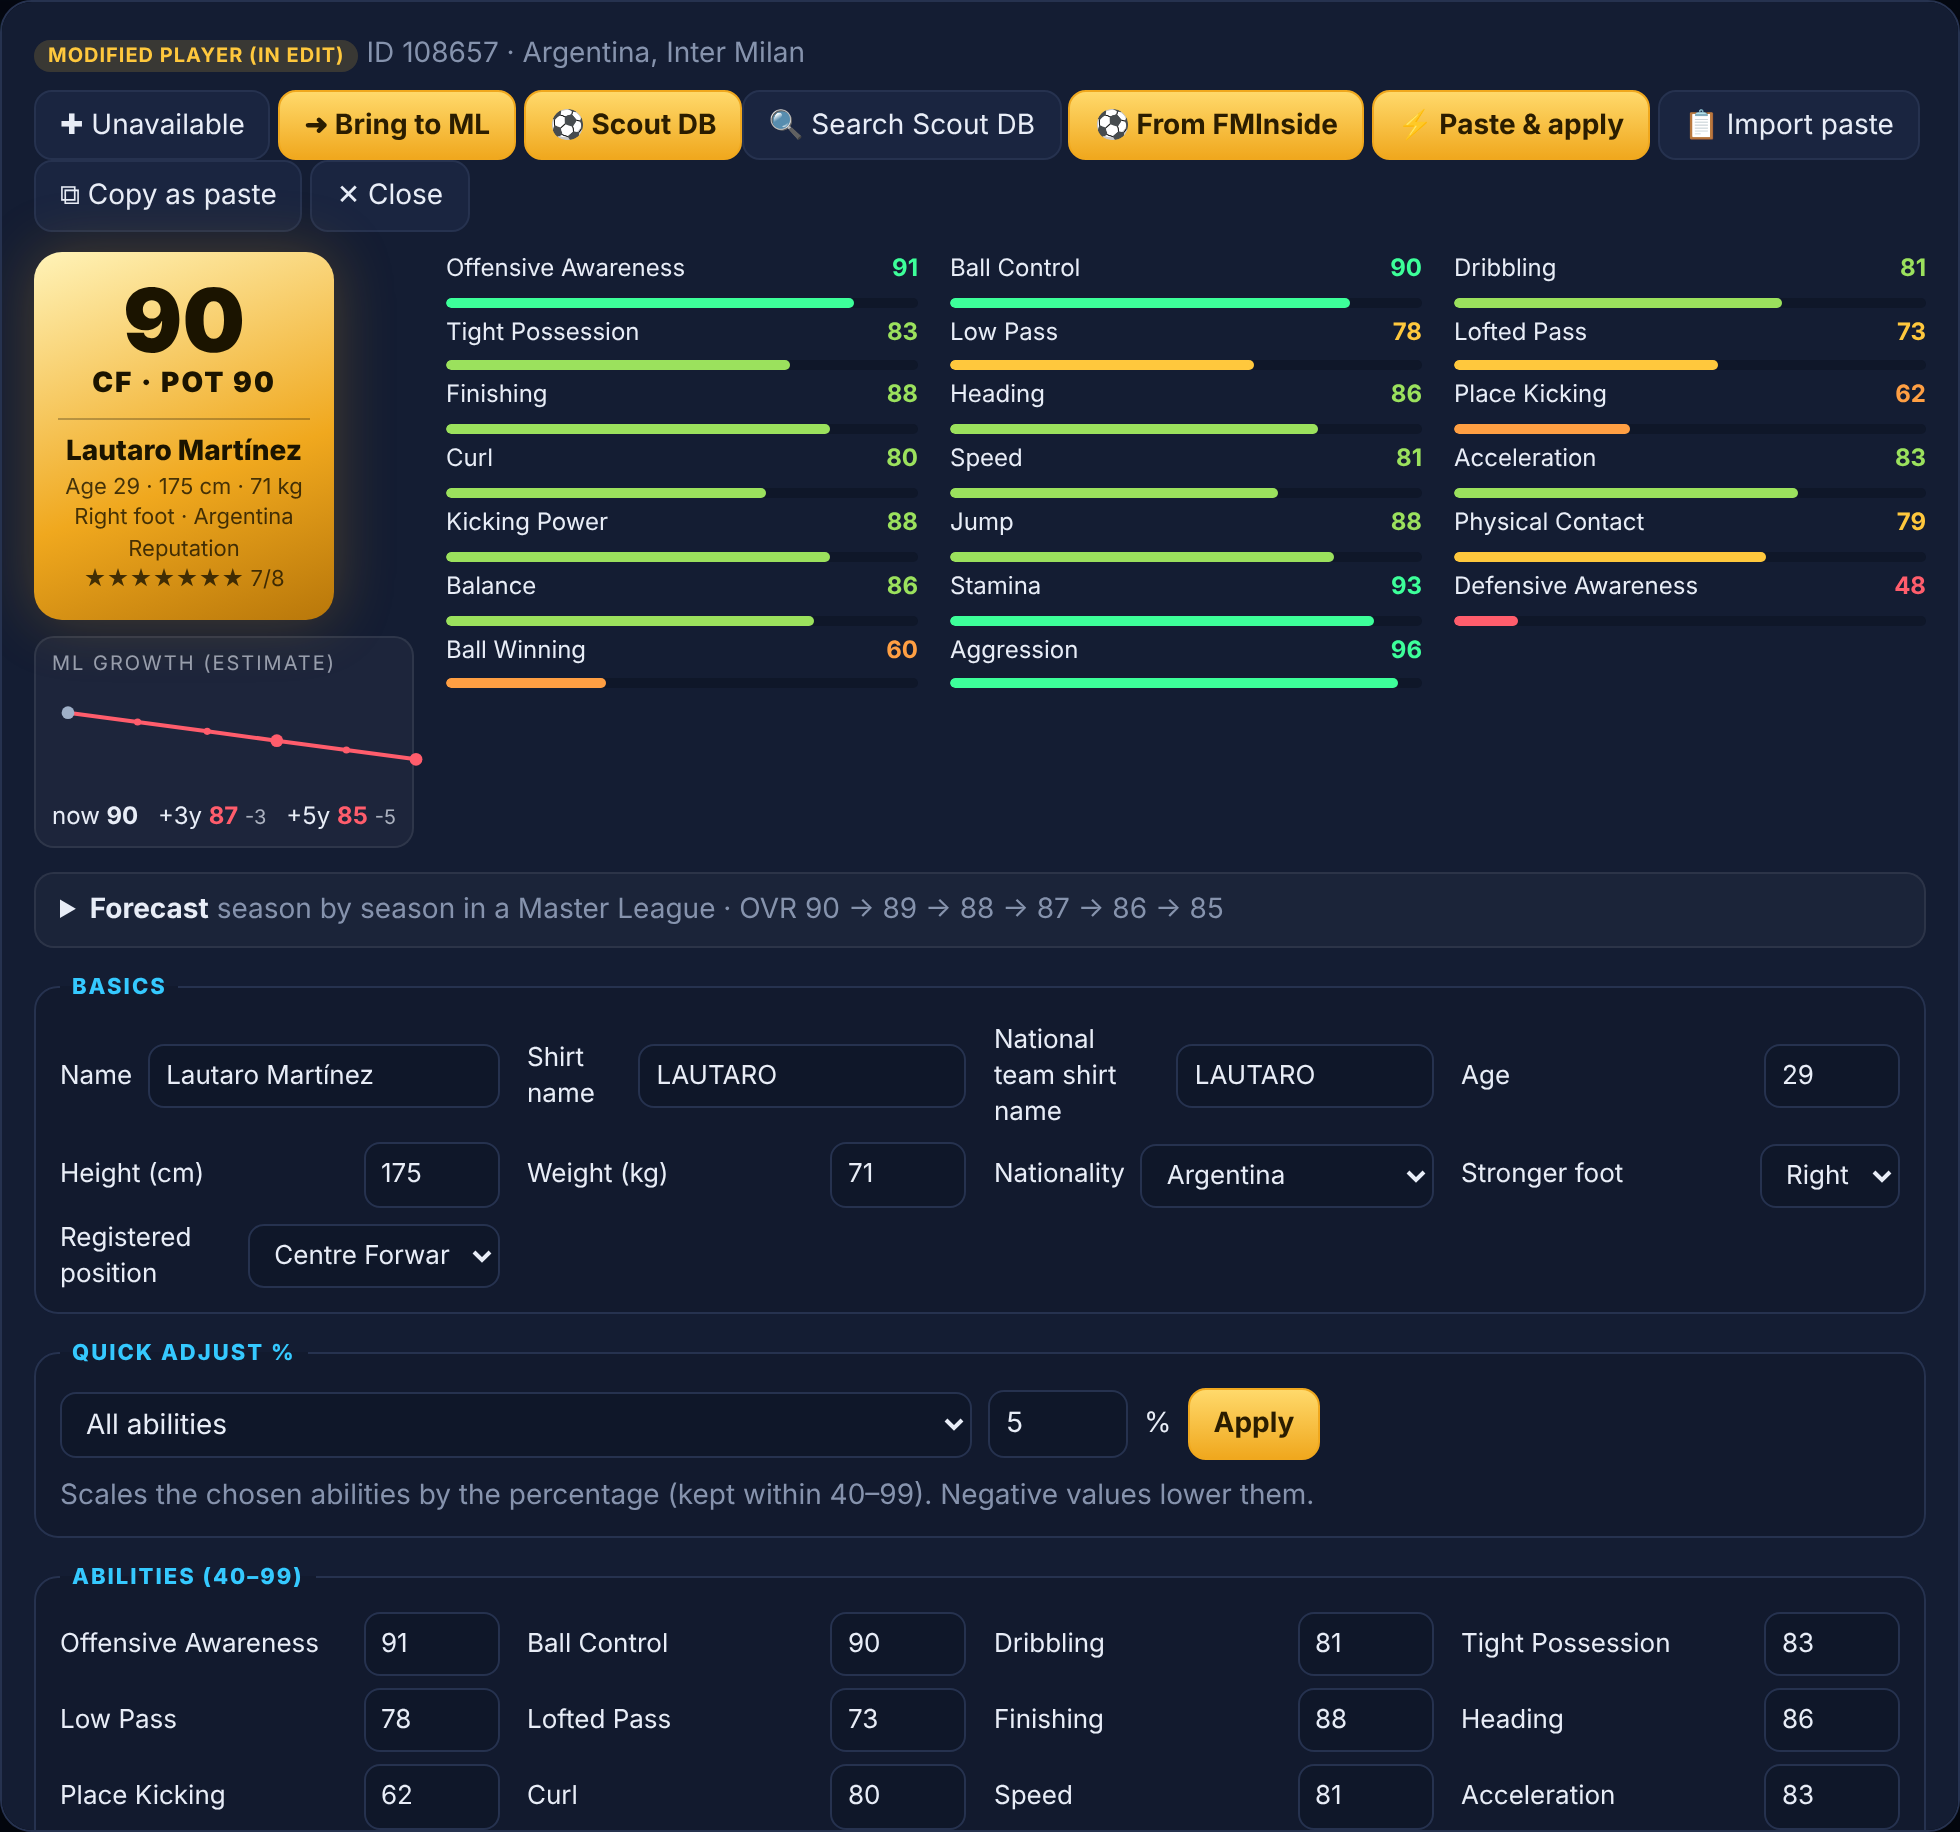 MODIFIED PLAYER (IN EDIT) ID 108657 · Argentina, Inter Milan
✚ Unavailable ➜ Bring to ML ⚽ Scout DB 🔍 Search Scout DB ⚽ From FMInside ⚡ Paste & apply 📋 Import paste
⧉ Copy as paste ✕ Close
90
CF · POT 90
Lautaro Martínez
Age 29 · 175 cm · 71 kg
Right foot · Argentina
Reputation
★★★★★★★ 7/8
ML GROWTH (ESTIMATE)
now 90 +3y 87 -3 +5y 85 -5
Offensive Awareness 91 Ball Control 90 Dribbling 81
Tight Possession 83 Low Pass 78 Lofted Pass 73
Finishing 88 Heading 86 Place Kicking 62
Curl 80 Speed 81 Acceleration 83
Kicking Power 88 Jump 88 Physical Contact 79
Balance 86 Stamina 93 Defensive Awareness 48
Ball Winning 60 Aggression 96
▶ Forecast season by season in a Master League · OVR 90 → 89 → 88 → 87 → 86 → 85
BASICS
Name Lautaro Martínez
Shirt
name
LAUTARO
National
team shirt
name
LAUTARO
Age 29
Height (cm) 175 Weight (kg) 71 Nationality Argentina Stronger foot Right
Registered
position
Centre Forwar
QUICK ADJUST %
All abilities 5 % Apply
Scales the chosen abilities by the percentage (kept within 40–99). Negative values lower them.
ABILITIES (40–99)
Offensive Awareness 91 Ball Control 90 Dribbling 81 Tight Possession 83
Low Pass 78 Lofted Pass 73 Finishing 88 Heading 86
Place Kicking 62 Curl 80 Speed 81 Acceleration 83